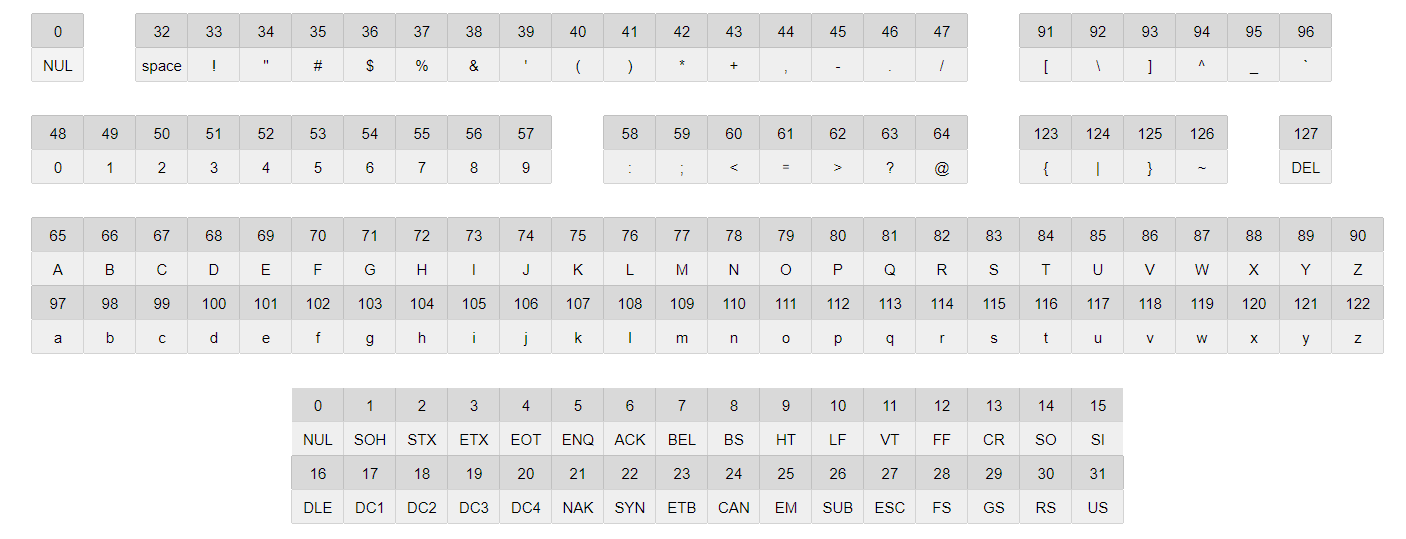 0 32 33 34 35 36 37 38 39 40 41 42 43 44 45 46 47 91 92 93 94 95 96
NUL space ! " # $ % & ' ( ) * + , - . / [ \ ] ^ _ `
48 49 50 51 52 53 54 55 56 57 58 59 60 61 62 63 64 123 124 125 126 127
0 1 2 3 4 5 6 7 8 9 : ; < = > ? @ { | } ~ DEL
65 66 67 68 69 70 71 72 73 74 75 76 77 78 79 80 81 82 83 84 85 86 87 88 89 90
A B C D E F G H I J K L M N O P Q R S T U V W X Y Z
97 98 99 100 101 102 103 104 105 106 107 108 109 110 111 112 113 114 115 116 117 118 119 120 121 122
a b c d e f g h i j k l m n o p q r s t u v w x y z
0 1 2 3 4 5 6 7 8 9 10 11 12 13 14 15
NUL SOH STX ETX EOT ENQ ACK BEL BS HT LF VT FF CR SO SI
16 17 18 19 20 21 22 23 24 25 26 27 28 29 30 31
DLE DC1 DC2 DC3 DC4 NAK SYN ETB CAN EM SUB ESC FS GS RS US